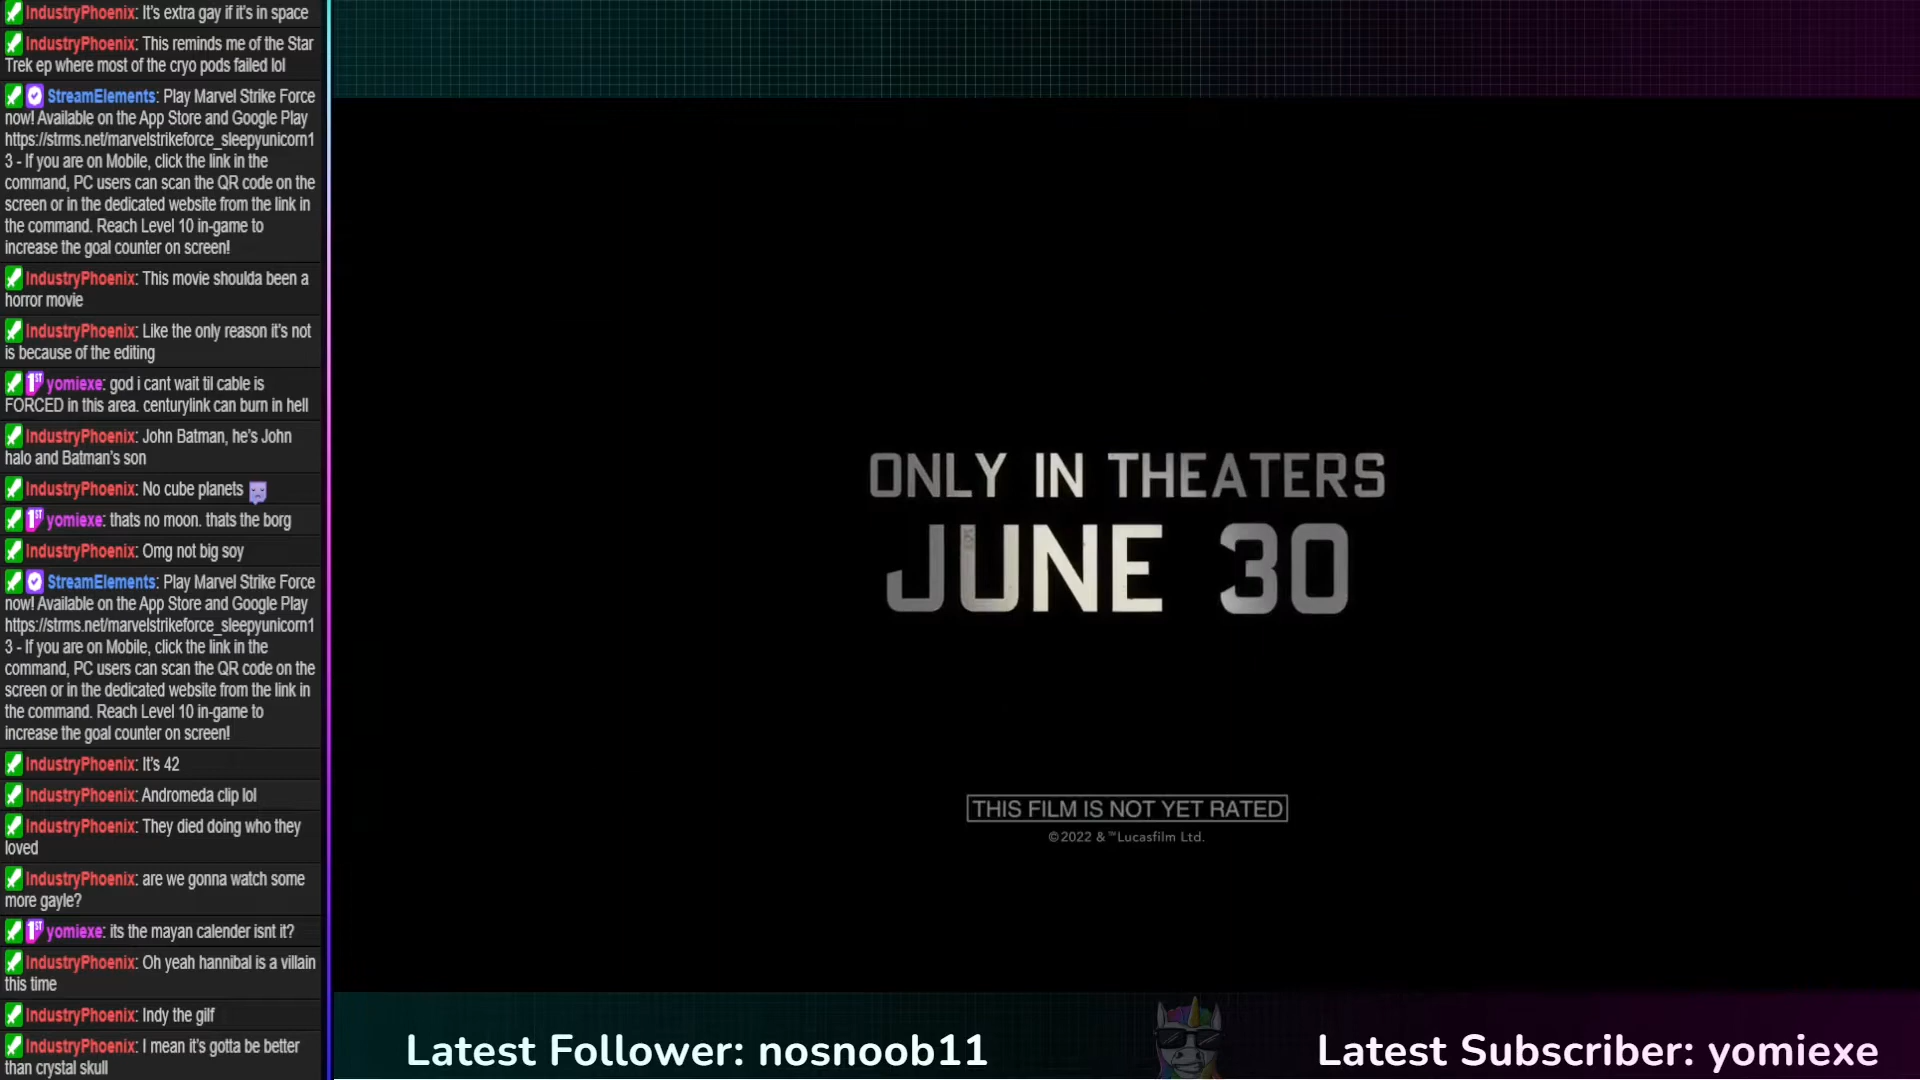 IndustryPhoenix: It's extra gay if it's in space
IndustryPhoenix: This reminds me of the Star
Trek ep where most of the cryo pods failed lol
StreamElements: Play Marvel Strike Force
now! Available on the App Store and Google Play
https://strms.net/marvelstrikeforce_sleepyunicorn1
3 - If you are on Mobile, click the link in the
command, PC users can scan the QR code on the
screen or in the dedicated website from the link in
the command. Reach Level 10 in-game to
increase the goal counter on screen!
IndustryPhoenix: This movie shoulda been a
horror movie
IndustryPhoenix: Like the only reason it's not
is because of the editing
1ST yomiexe: god i cant wait til cable is
FORCED in this area. centurylink can burn in hell
IndustryPhoenix: John Batman, he's John
halo and Batman's son
IndustryPhoenix: No cube planets
1ST yomiexe: thats no moon. thats the borg
IndustryPhoenix: Omg not big soy
StreamElements: Play Marvel Strike Force
now! Available on the App Store and Google Play
https://strms.net/marvelstrikeforce_sleepyunicorn1
3 - If you are on Mobile, click the link in the
command, PC users can scan the QR code on the
screen or in the dedicated website from the link in
the command. Reach Level 10 in-game to
increase the goal counter on screen!
IndustryPhoenix: It's 42
IndustryPhoenix: Andromeda clip lol
IndustryPhoenix: They died doing who they
loved
IndustryPhoenix: are we gonna watch some
more gayle?
1ST yomiexe: its the mayan calender isnt it?
IndustryPhoenix: Oh yeah hannibal is a villain
this time
IndustryPhoenix: Indy the gilf
IndustryPhoenix: I mean it's gotta be better
than crystal skull
ONLY IN THEATERS
JUNE 30
THIS FILM IS NOT YET RATED
©2022 & ™Lucasfilm Ltd.
Latest Follower: nosnoob11
Latest Subscriber: yomiexe